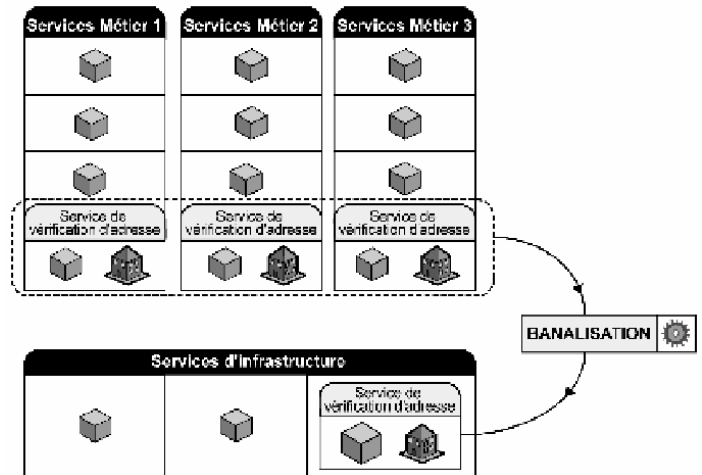 Services Métier 1
Services Métier 2
Services Métier 3
Service de
vérification d'adresse
Service de
vérification d'adresse
Service de
vérification d'adresse
BANALISATION
Services d'infrastructure
Service de
vérification d'adresse